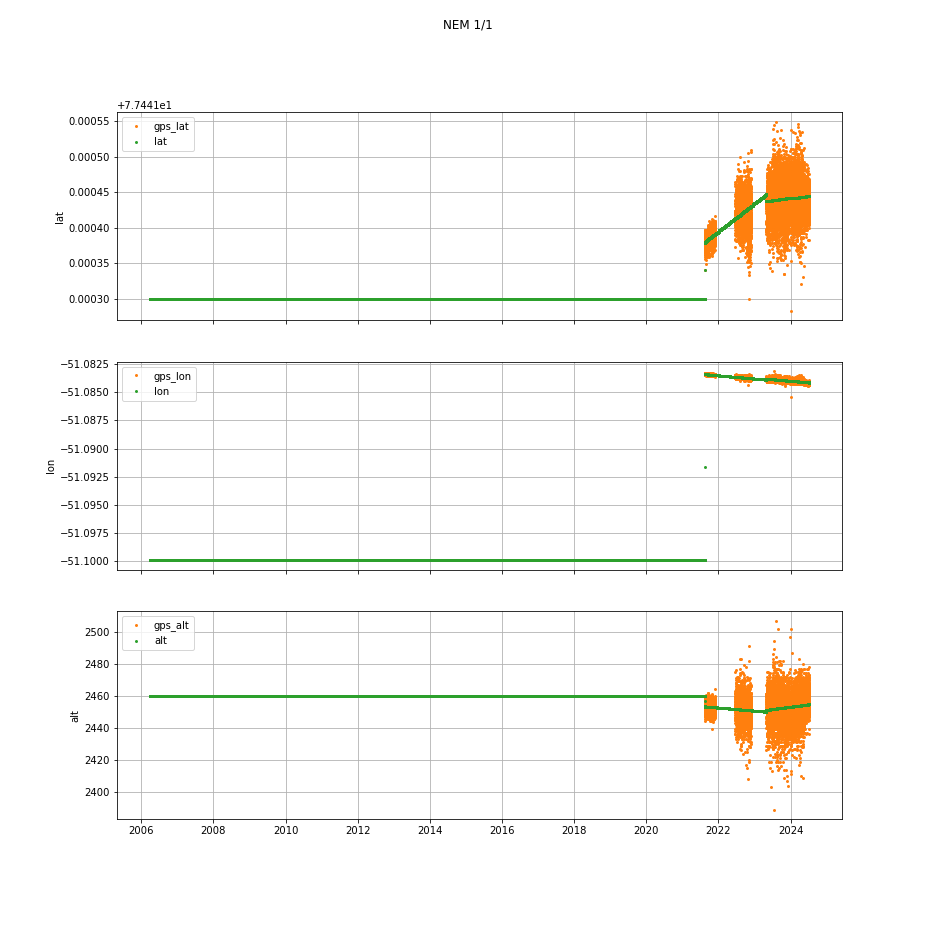 NEM 1/1
+7.7441e1
0.00055
0.00050
0.00045
0.00040
0.00035
0.00030
lat
gps_lat
lat
−51.0825
−51.0850
−51.0875
−51.0900
−51.0925
−51.0950
−51.0975
−51.1000
lon
gps_lon
lon
2500
2480
2460
2440
2420
2400
alt
gps_alt
alt
2006 2008 2010 2012 2014 2016 2018 2020 2022 2024